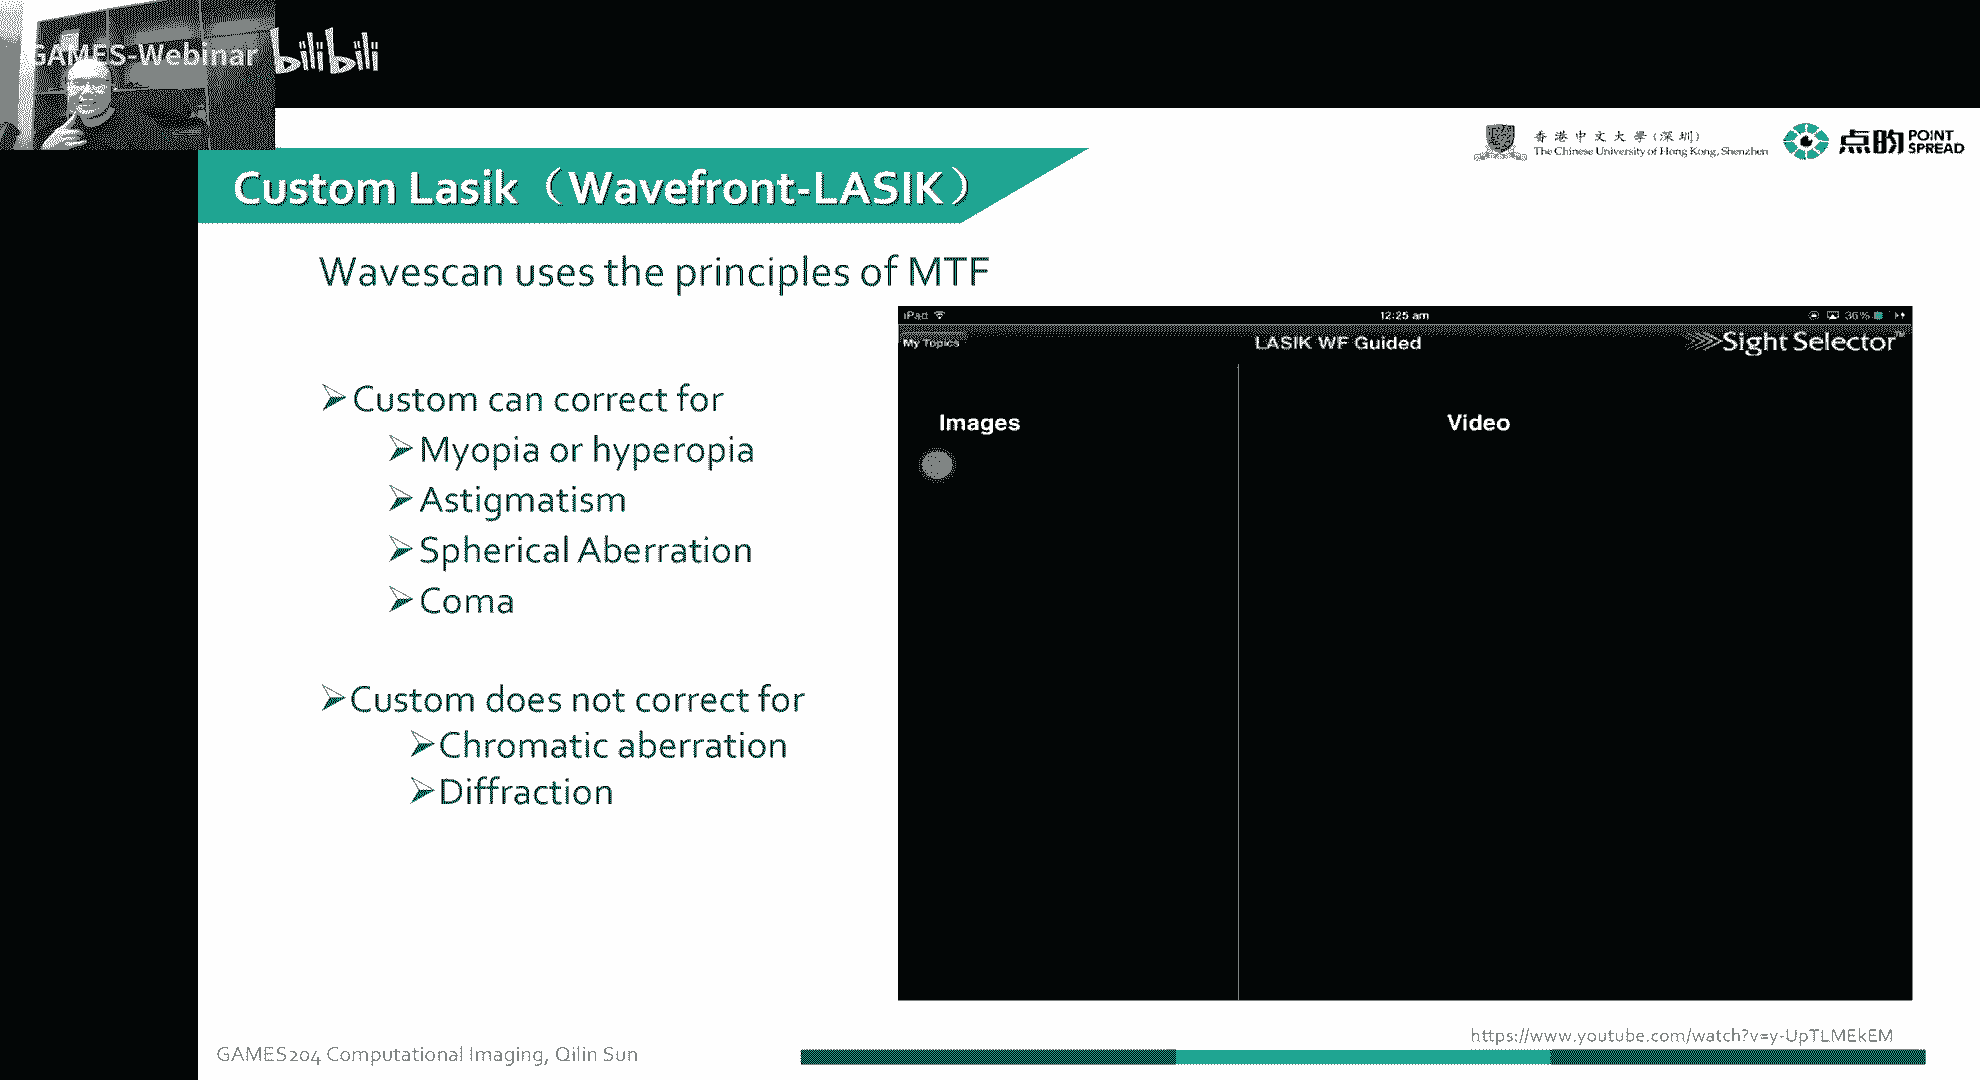 GAMES-Webinar bilibili
香港中文大學(深圳)
The Chinese University of Hong Kong, Shenzhen
点昀 POINT SPREAD
Custom Lasik（Wavefront-LASIK）
Wavescan uses the principles of MTF
Custom can correct for
Myopia or hyperopia
Astigmatism
Spherical Aberration
Coma
Custom does not correct for
Chromatic aberration
Diffraction
iPad 12:25 am 36%
My Topics LASIK WF Guided Sight Selector™
Images Video
https://www.youtube.com/watch?v=y-UpTLMEkEM
GAMES204 Computational Imaging, Qilin Sun